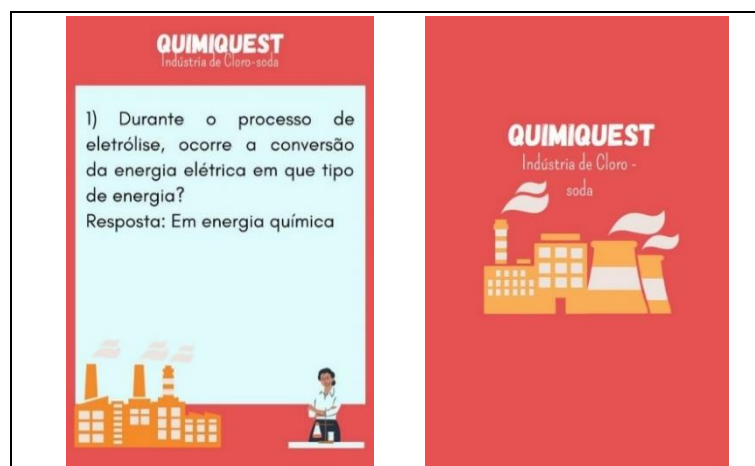 QUIMIQUEST
Indústria de Cloro-soda
1) Durante o processo de
eletrólise, ocorre a conversão
da energia elétrica em que tipo
de energia?
Resposta: Em energia química
QUIMIQUEST
Indústria de Cloro -
soda